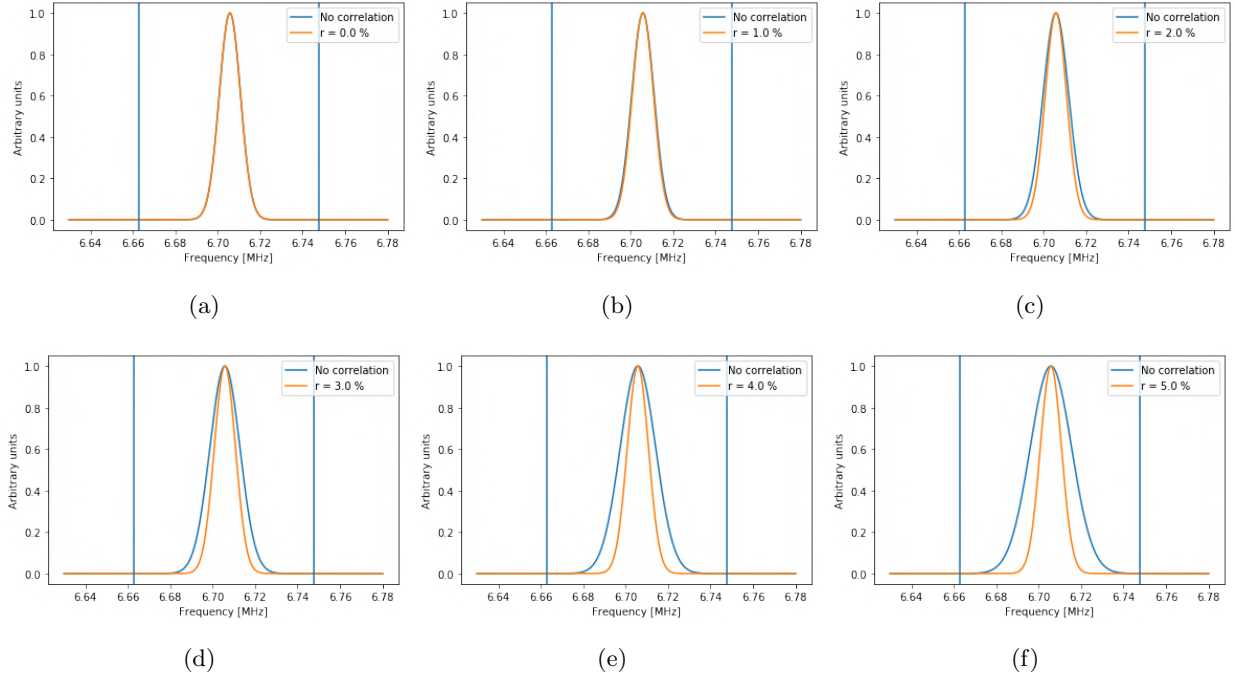 No correlation
r = 0.0 %
Arbitrary units
1.0
0.8
0.6
0.4
0.2
0.0
6.64 6.66 6.68 6.70 6.72 6.74 6.76 6.78
Frequency [MHz]
(a)
No correlation
r = 1.0 %
Arbitrary units
1.0
0.8
0.6
0.4
0.2
0.0
6.64 6.66 6.68 6.70 6.72 6.74 6.76 6.78
Frequency [MHz]
(b)
No correlation
r = 2.0 %
Arbitrary units
1.0
0.8
0.6
0.4
0.2
0.0
6.64 6.66 6.68 6.70 6.72 6.74 6.76 6.78
Frequency [MHz]
(c)
No correlation
r = 3.0 %
Arbitrary units
1.0
0.8
0.6
0.4
0.2
0.0
6.64 6.66 6.68 6.70 6.72 6.74 6.76 6.78
Frequency [MHz]
(d)
No correlation
r = 4.0 %
Arbitrary units
1.0
0.8
0.6
0.4
0.2
0.0
6.64 6.66 6.68 6.70 6.72 6.74 6.76 6.78
Frequency [MHz]
(e)
No correlation
r = 5.0 %
Arbitrary units
1.0
0.8
0.6
0.4
0.2
0.0
6.64 6.66 6.68 6.70 6.72 6.74 6.76 6.78
Frequency [MHz]
(f)